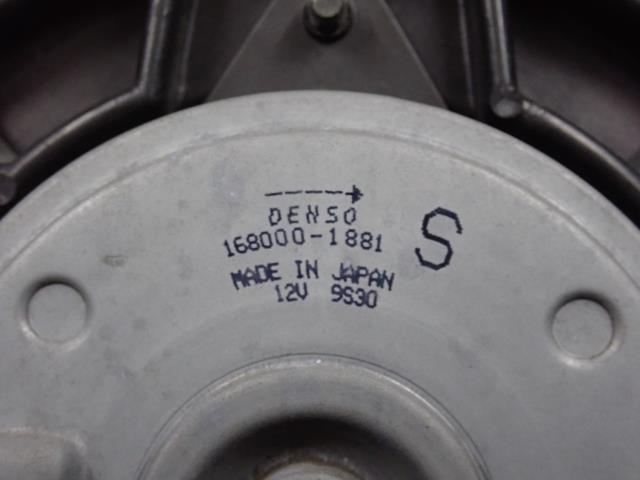 DENSO
168000-1881
S
MADE IN JAPAN
12V 9S30